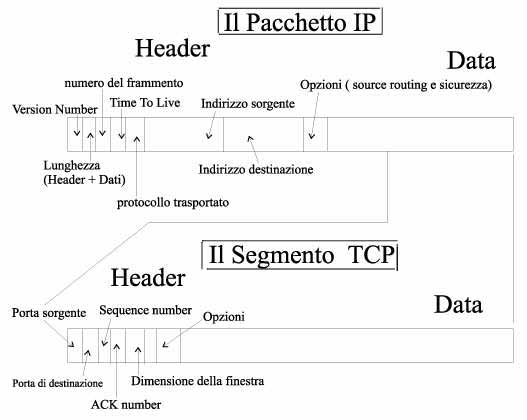 Il Pacchetto IP
Header
Data
numero del frammento
Opzioni ( source routing e sicurezza)
Version Number
Time To Live
Indirizzo sorgente
Lunghezza
(Header + Dati)
Indirizzo destinazione
protocollo trasportato
Il Segmento TCP
Header
Data
Porta sorgente
Sequence number
Opzioni
Porta di destinazione
Dimensione della finestra
ACK number